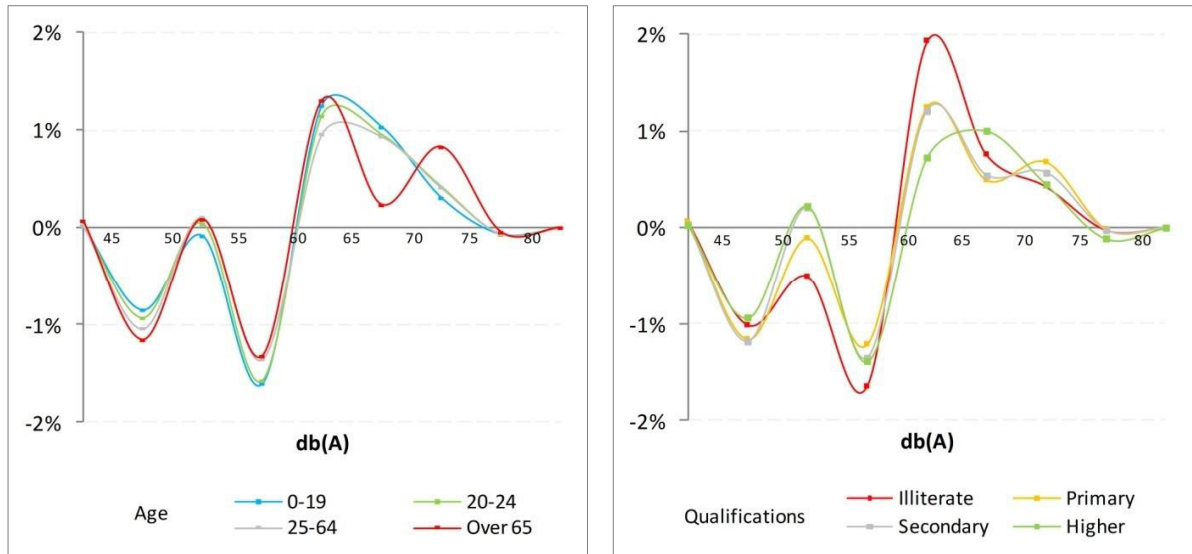 2%
1%
0%
-1%
-2%
45 50 55 60 65 70 75 80
db(A)
Age
0-19 20-24
25-64 Over 65
2%
1%
0%
-1%
-2%
45 50 55 60 65 70 75 80
db(A)
Qualifications
Illiterate Primary
Secondary Higher